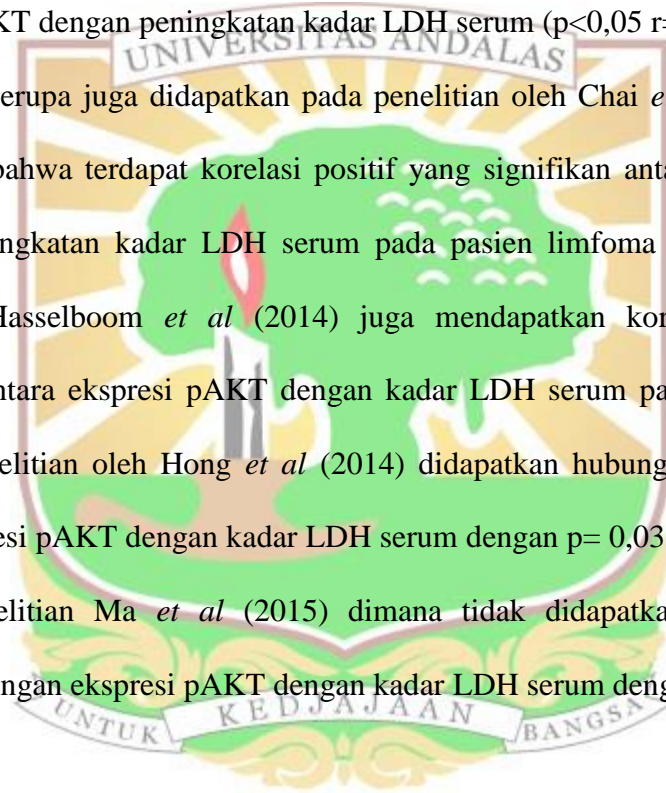 KT dengan peningkatan kadar LDH serum (p<0,05 r=
UNIVERSITAS ANDALAS
erupa juga didapatkan pada penelitian oleh Chai e
bahwa terdapat korelasi positif yang signifikan anta
ngkatan kadar LDH serum pada pasien limfoma
Hasselboom et al (2014) juga mendapatkan kor
ntara ekspresi pAKT dengan kadar LDH serum pa
elitian oleh Hong et al (2014) didapatkan hubung
esi pAKT dengan kadar LDH serum dengan p= 0,03
elitian Ma et al (2015) dimana tidak didapatka
ngan ekspresi pAKT dengan kadar LDH serum deng
UNTUK KEDJAJAAN BANGSA